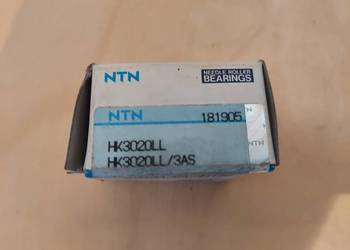 NTN
NEEDLE ROLLER
BEARINGS
NTN 181905 N
HK3020LL NTN
HK3020LL/3AS